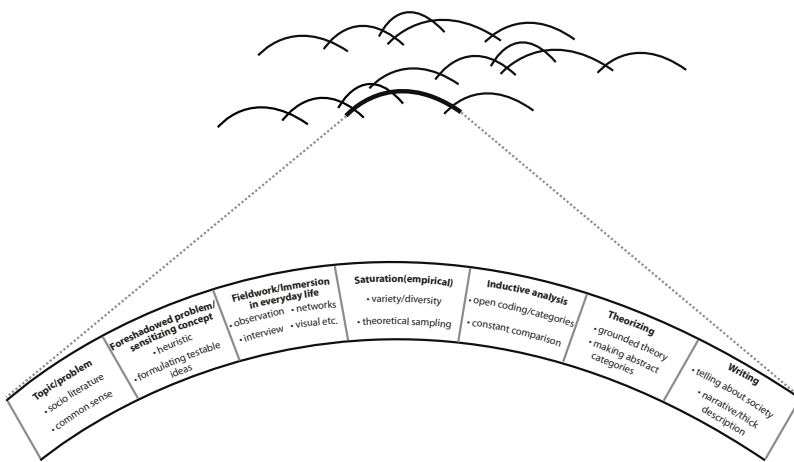 Topic/problem
• socio literature
• common sense
Foreshadowed problem/
sensitizing concept
• heuristic
• formulating testable
ideas
Fieldwork/Immersion
in everyday life
• observation • networks
• interview • visual etc.
Saturation(empirical)
• variety/diversity
• theoretical sampling
Inductive analysis
• open coding/categories
• constant comparison
Theorizing
• grounded theory
• making abstract
categories
Writing
• telling about society
• narrative/thick
description